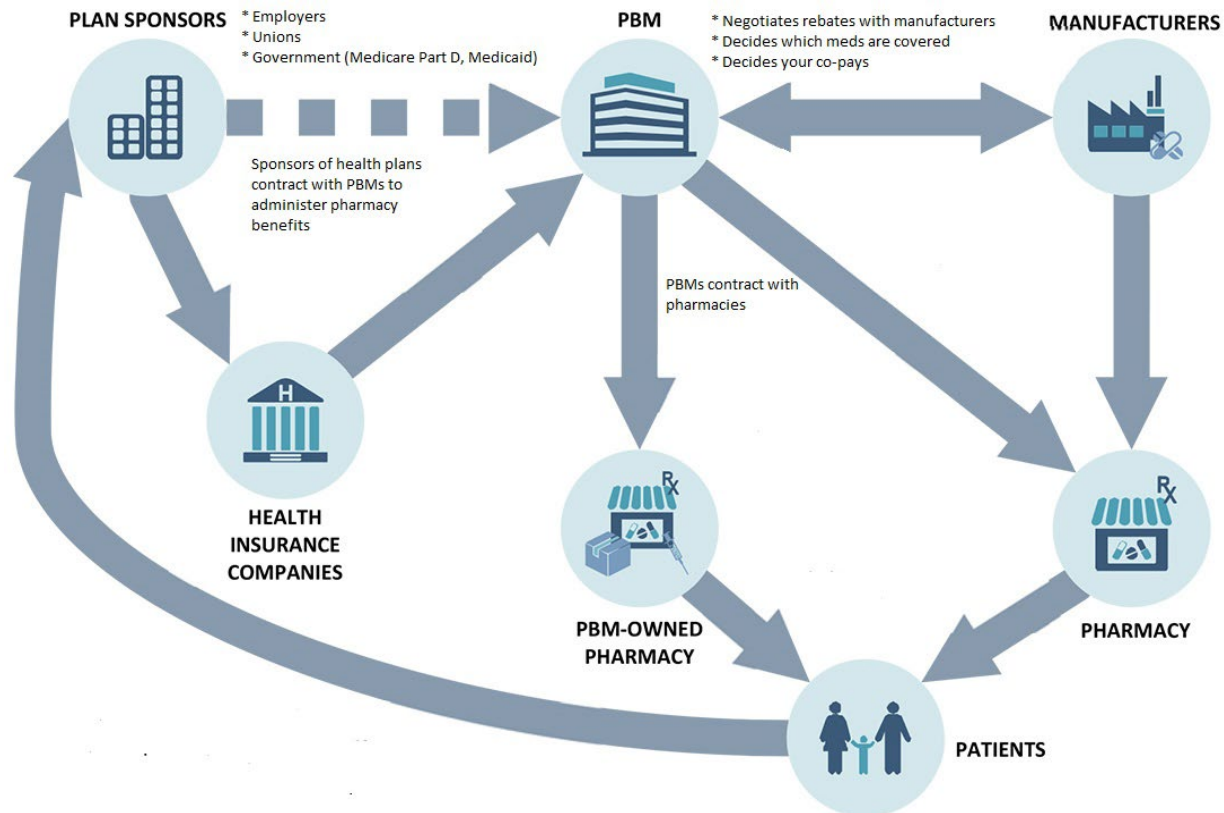 PLAN SPONSORS
* Employers
* Unions
* Government (Medicare Part D, Medicaid)
PBM
* Negotiates rebates with manufacturers
* Decides which meds are covered
* Decides your co-pays
MANUFACTURERS
Sponsors of health plans
contract with PBMs to
administer pharmacy
benefits
PBMs contract with
pharmacies
H
HEALTH
INSURANCE
COMPANIES
RX
PBM-OWNED
PHARMACY
RX
PHARMACY
PATIENTS